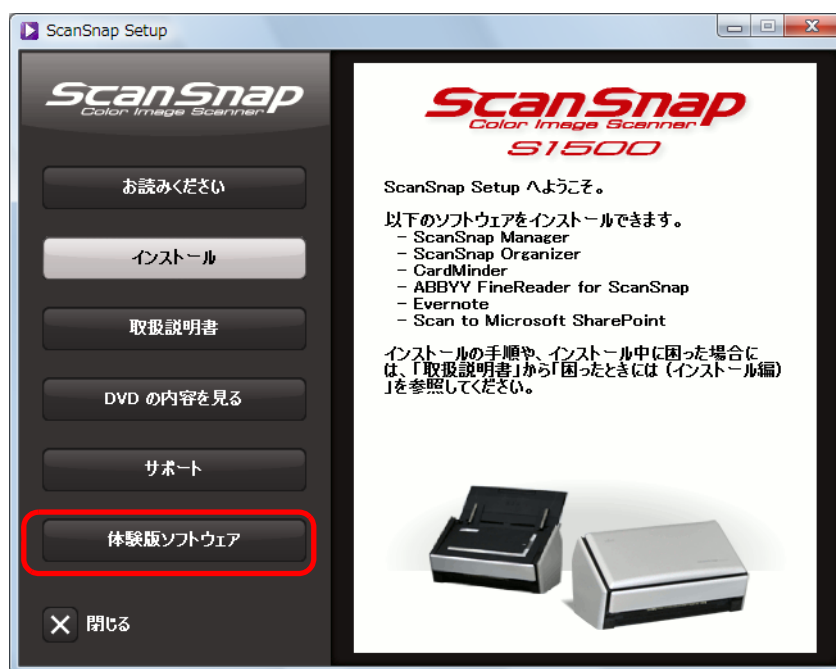 ScanSnap Setup
ScanSnap
Color Image Scanner
お読みください
インストール
取扱説明書
DVD の内容を見る
サポート
体験版ソフトウェア
閉じる
ScanSnap
Color Image Scanner
S1500
ScanSnap Setup へようこそ。
以下のソフトウェアをインストールできます。
- ScanSnap Manager
- ScanSnap Organizer
- CardMinder
- ABBYY FineReader for ScanSnap
- Evernote
- Scan to Microsoft SharePoint
インストールの手順や、インストール中に困った場合に
は、「取扱説明書」から「困ったときには（インストール編）
」を参照してください。